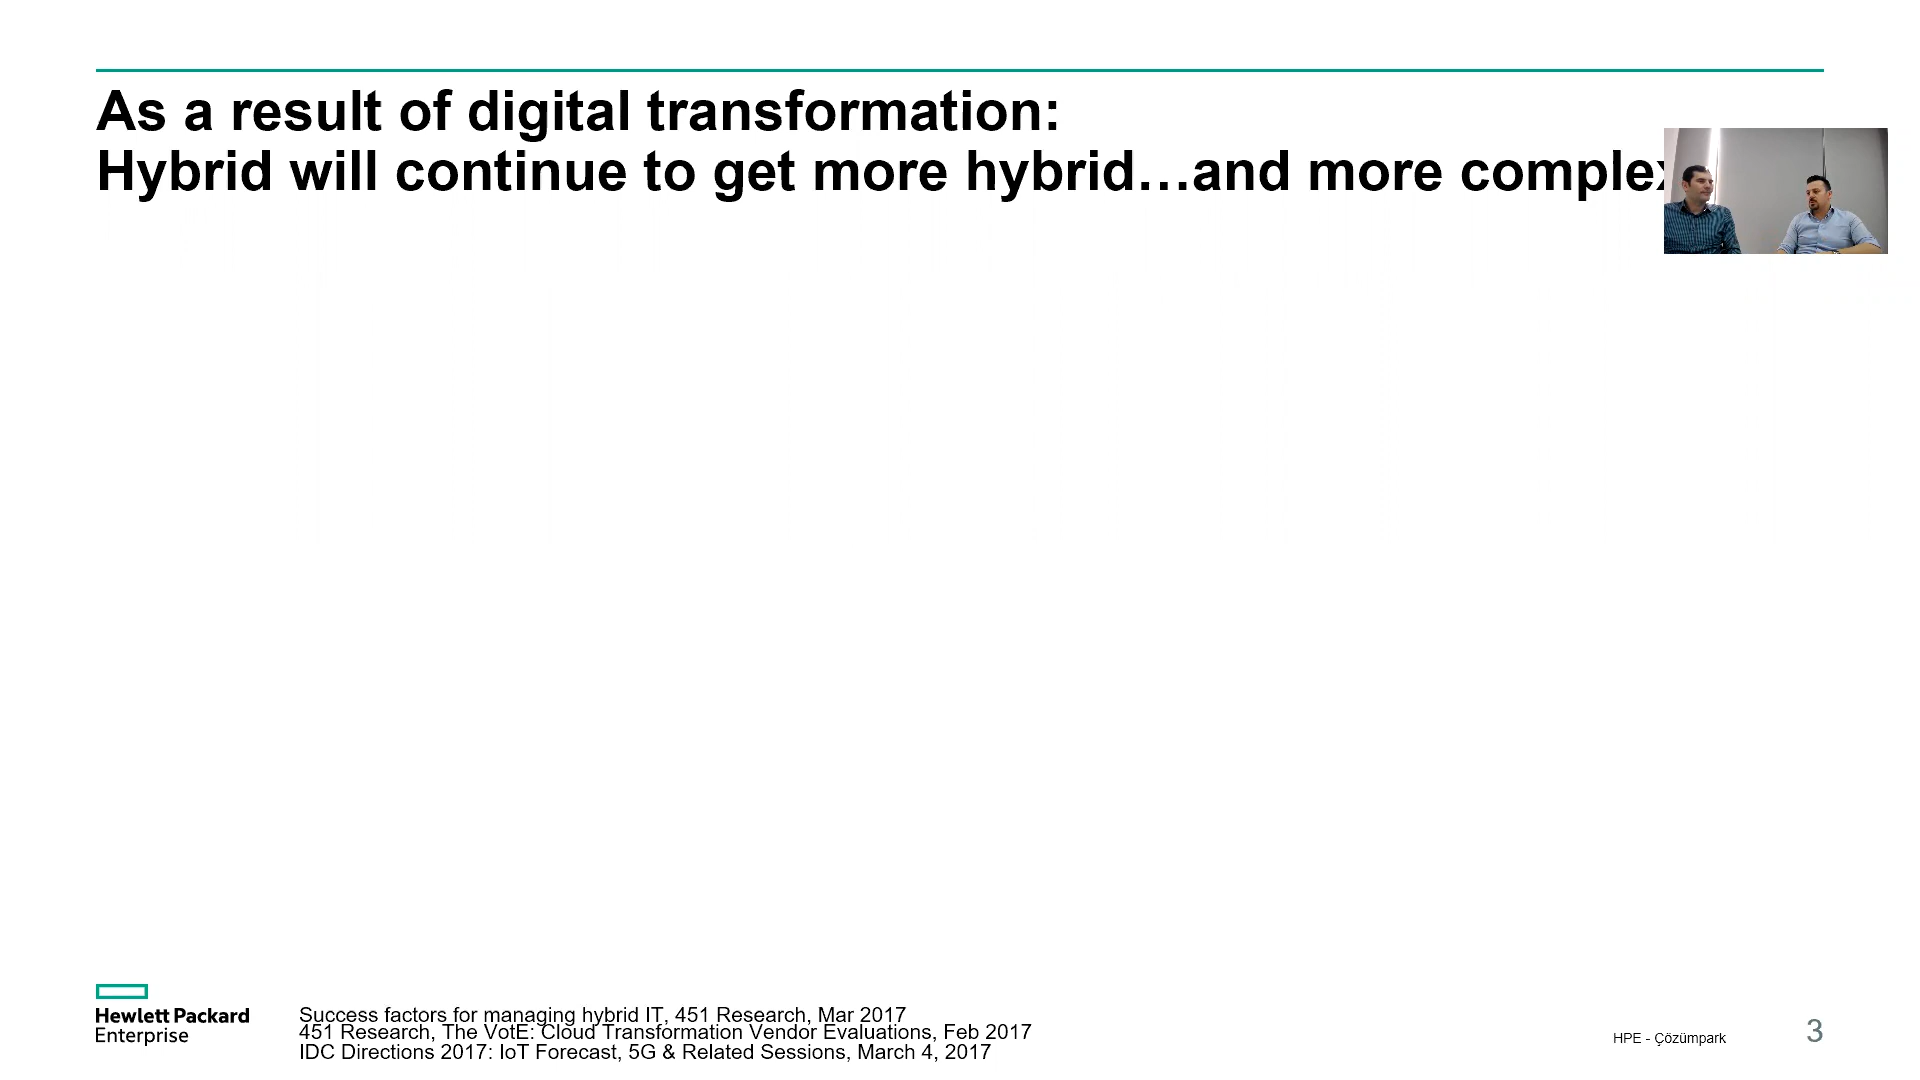 As a result of digital transformation:
Hybrid will continue to get more hybrid…and more complex
Hewlett Packard
Enterprise
Success factors for managing hybrid IT, 451 Research, Mar 2017
451 Research, The VotE: Cloud Transformation Vendor Evaluations, Feb 2017
IDC Directions 2017: IoT Forecast, 5G & Related Sessions, March 4, 2017
HPE - Çözümpark
3